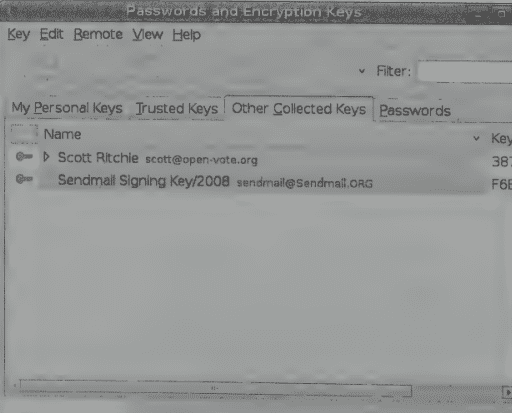 Passwords and Encryption Keys
Key Edit Remote View Help
Filter:
My Personal Keys Trusted Keys Other Collected Keys Passwords
Name Key
Scott Ritchie scott@open-vote.org 387
Sendmail Signing Key/2008 sendmail@Sendmail.ORG F6B